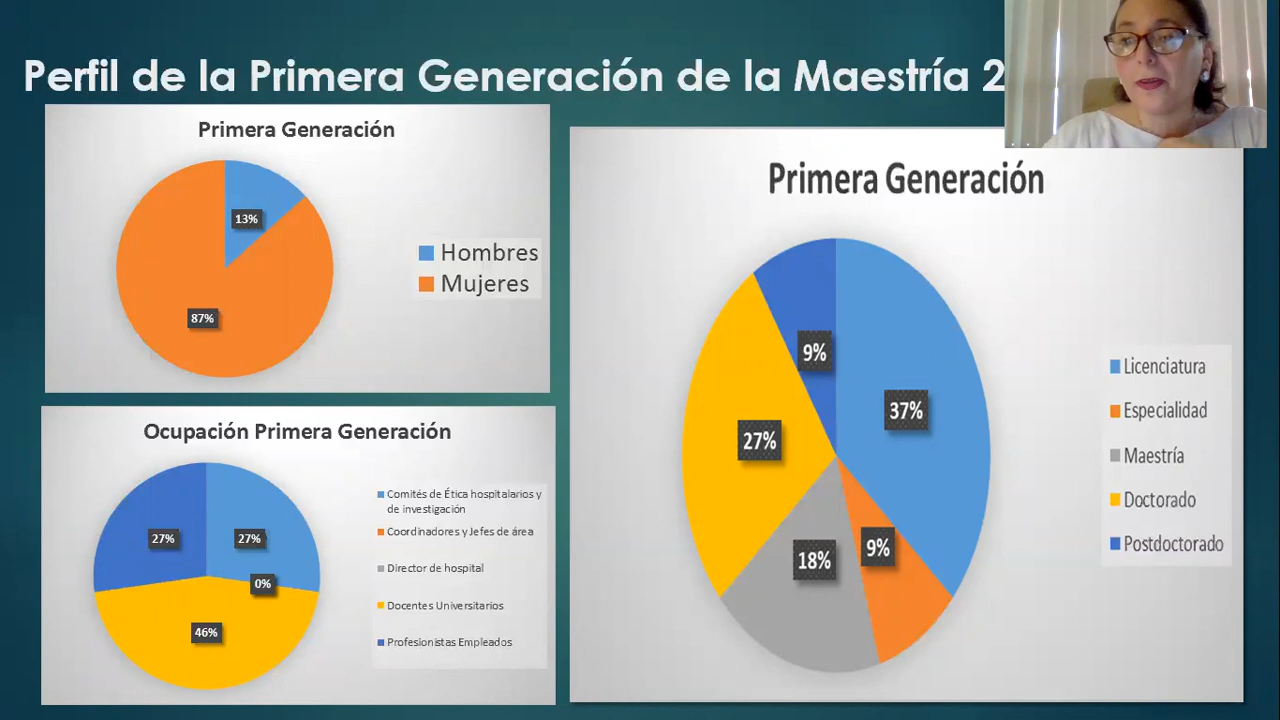 Perfil de la Primera Generación de la Maestría 2
Primera Generación
13%
87%
Hombres
Mujeres
Ocupación Primera Generación
27%
27%
0%
46%
Comités de Ética hospitalarios y
de investigación
Coordinadores y Jefes de área
Director de hospital
Docentes Universitarios
Profesionistas Empleados
Primera Generación
9%
37%
27%
9%
18%
Licenciatura
Especialidad
Maestría
Doctorado
Postdoctorado